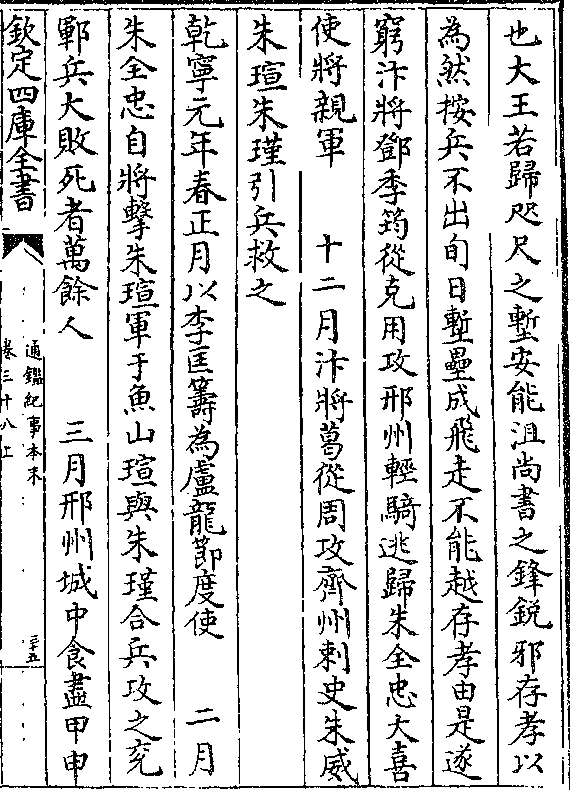 也大王若歸咫尺之塹安能沮尚書之鋒銳邪存孝以
為然按兵不出旬日塹壘成飛走不能越存孝由是遂
窮汴將鄧季筠從克用攻邢州輕騎逃歸朱全忠大喜
使將親軍　十二月汴將葛從周攻齊州刺史朱威
朱瑄朱瑾引兵救之
乾寧元年春正月以李匡籌為盧龍節度使　二月
朱全忠自將擊朱瑄軍于魚山瑄與朱瑾合兵攻之兖
鄆兵大敗死者萬餘人　三月邢州城中食盡甲申
欽定四庫全書
通鑑紀事本末
卷三十八上
二十五